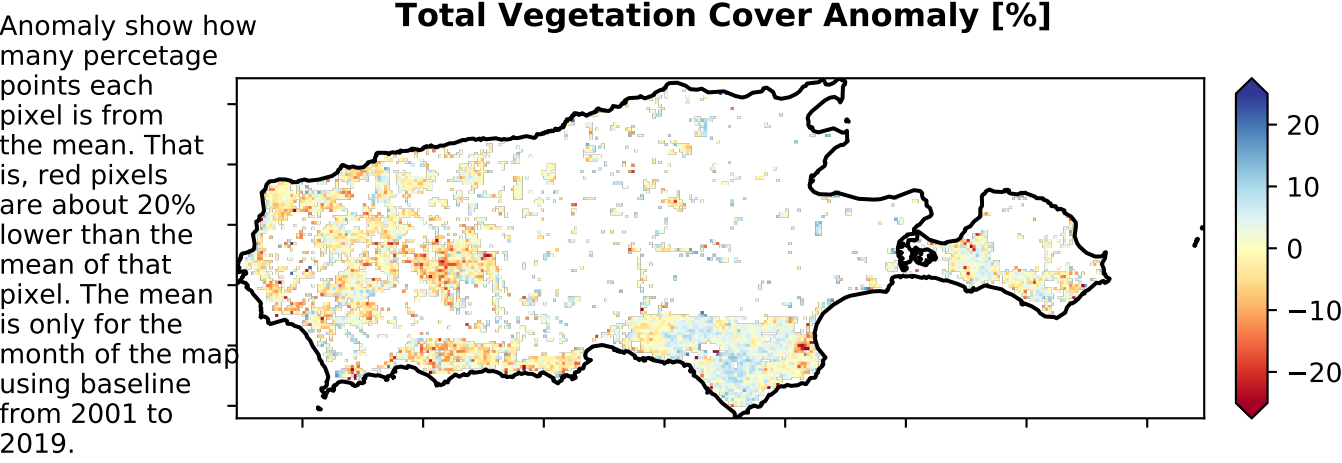 Total Vegetation Cover Anomaly [%]
Anomaly show how
many percetage
points each
pixel is from
the mean. That
is, red pixels
are about 20%
lower than the
mean of that
pixel. The mean
is only for the
month of the map
using baseline
from 2001 to
2019.
20
10
0
−10
−20